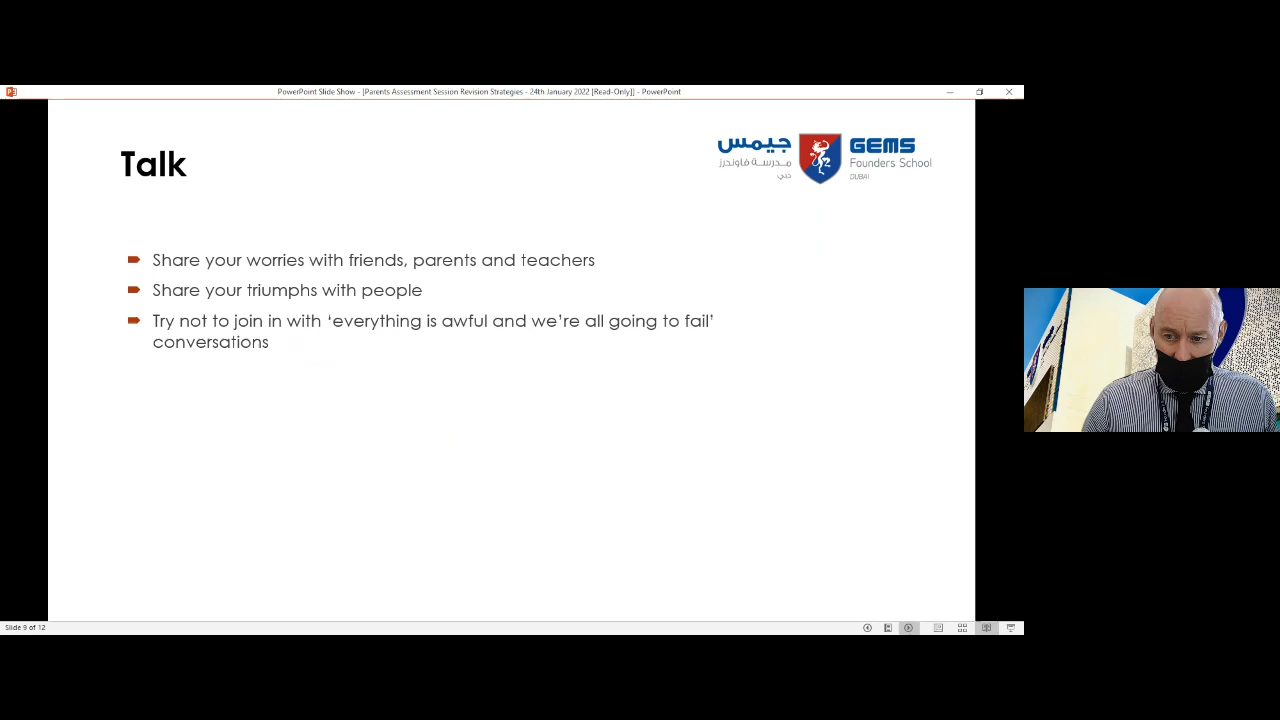 PowerPoint Slide Show - [Parents Assessment Session Revision Strategies - 24th January 2022 [Read-Only]] - PowerPoint
Talk
جيمس
مدرسة فاوندرز
دبي
GEMS
Founders School
DUBAI
Share your worries with friends, parents and teachers
Share your triumphs with people
Try not to join in with ‘everything is awful and we’re all going to fail’
conversations
Slide 9 of 12